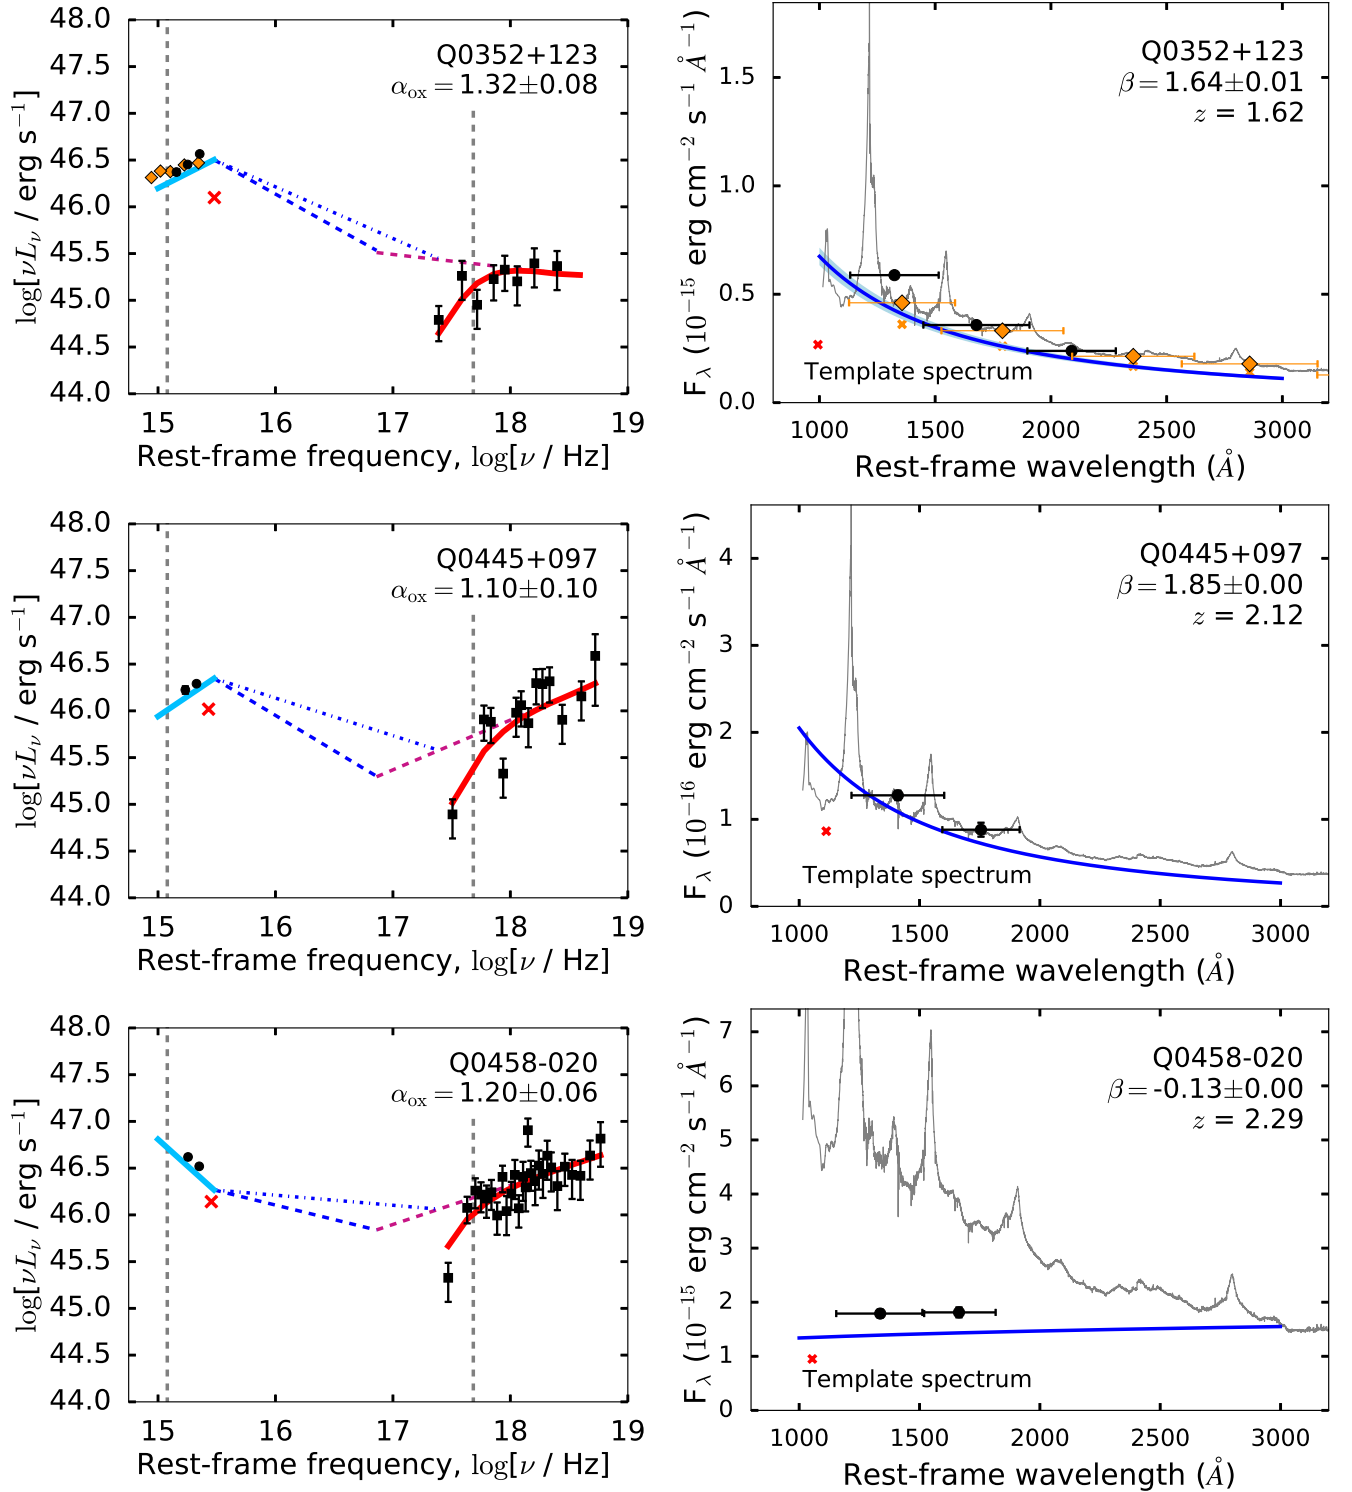 48.0
47.5
47.0
46.5
46.0
45.5
45.0
44.5
44.0
log[νLν / erg s⁻¹]
Q0352+123
αox = 1.32±0.08
15 16 17 18 19
Rest-frame frequency, log[ν / Hz]
1.5
1.0
0.5
0.0
Fλ (10⁻¹⁵ erg cm⁻² s⁻¹ Å⁻¹)
Q0352+123
β = 1.64±0.01
z = 1.62
Template spectrum
1000 1500 2000 2500 3000
Rest-frame wavelength (Å)
48.0
47.5
47.0
46.5
46.0
45.5
45.0
44.5
44.0
log[νLν / erg s⁻¹]
Q0445+097
αox = 1.10±0.10
15 16 17 18 19
Rest-frame frequency, log[ν / Hz]
4
3
2
1
0
Fλ (10⁻¹⁶ erg cm⁻² s⁻¹ Å⁻¹)
Q0445+097
β = 1.85±0.00
z = 2.12
Template spectrum
1000 1500 2000 2500 3000
Rest-frame wavelength (Å)
48.0
47.5
47.0
46.5
46.0
45.5
45.0
44.5
44.0
log[νLν / erg s⁻¹]
Q0458-020
αox = 1.20±0.06
15 16 17 18 19
Rest-frame frequency, log[ν / Hz]
7
6
5
4
3
2
1
0
Fλ (10⁻¹⁵ erg cm⁻² s⁻¹ Å⁻¹)
Q0458-020
β = -0.13±0.00
z = 2.29
Template spectrum
1000 1500 2000 2500 3000
Rest-frame wavelength (Å)